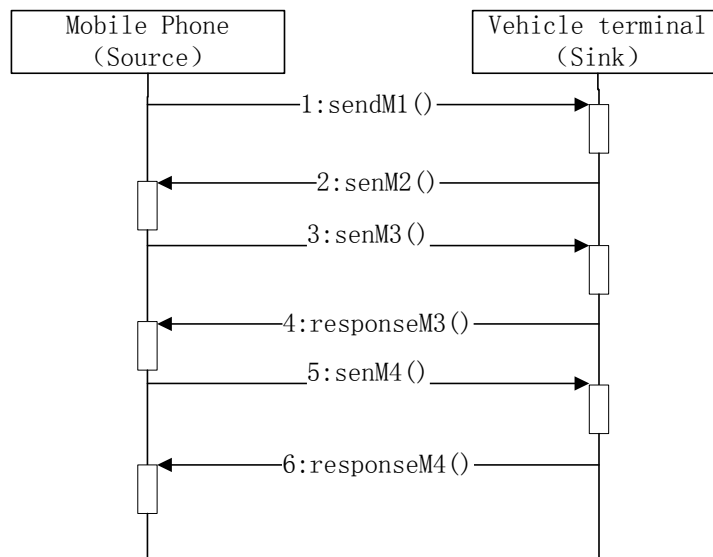 Mobile Phone
（Source）
Vehicle terminal
（Sink）
1:sendM1()
2:senM2()
3:senM3()
4:responseM3()
5:senM4()
6:responseM4()